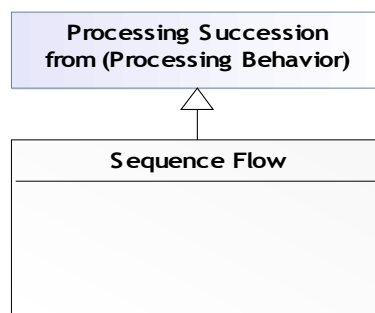 Processing Succession
from (Processing Behavior)
Sequence Flow